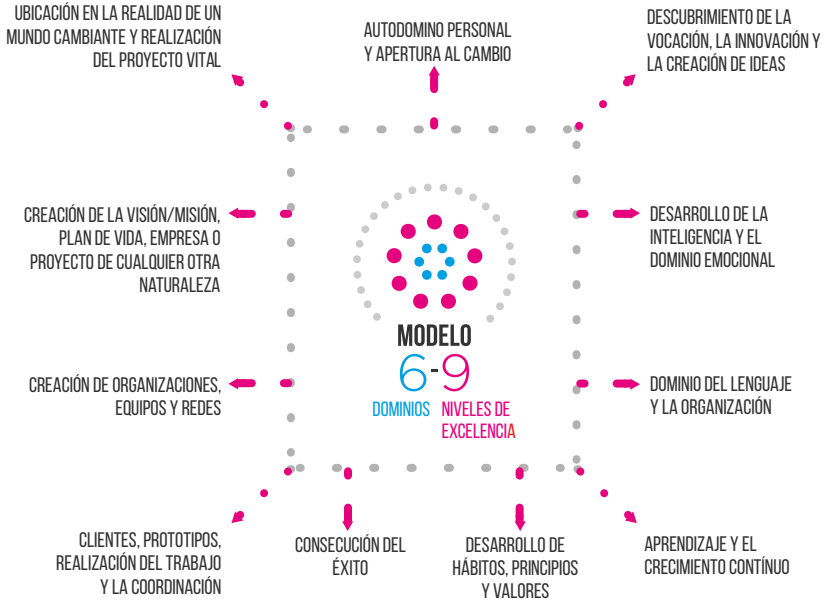 UBICACIÓN EN LA REALIDAD DE UN
MUNDO CAMBIANTE Y REALIZACIÓN
DEL PROYECTO VITAL
AUTODOMINO PERSONAL
Y APERTURA AL CAMBIO
DESCUBRIMIENTO DE LA
VOCACIÓN, LA INNOVACIÓN Y
LA CREACIÓN DE IDEAS
CREACIÓN DE LA VISIÓN/MISIÓN,
PLAN DE VIDA, EMPRESA O
PROYECTO DE CUALQUIER OTRA
NATURALEZA
DESARROLLO DE LA
INTELIGENCIA Y EL
DOMINIO EMOCIONAL
MODELO
6-9
DOMINIOS
NIVELES DE
EXCELENCIA
CREACIÓN DE ORGANIZACIONES,
EQUIPOS Y REDES
DOMINIO DEL LENGUAJE
Y LA ORGANIZACIÓN
CLIENTES, PROTOTIPOS,
REALIZACIÓN DEL TRABAJO
Y LA COORDINACIÓN
CONSECUCIÓN DEL
ÉXITO
DESARROLLO DE
HÁBITOS, PRINCIPIOS
Y VALORES
APRENDIZAJE Y EL
CRECIMIENTO CONTÍNUO